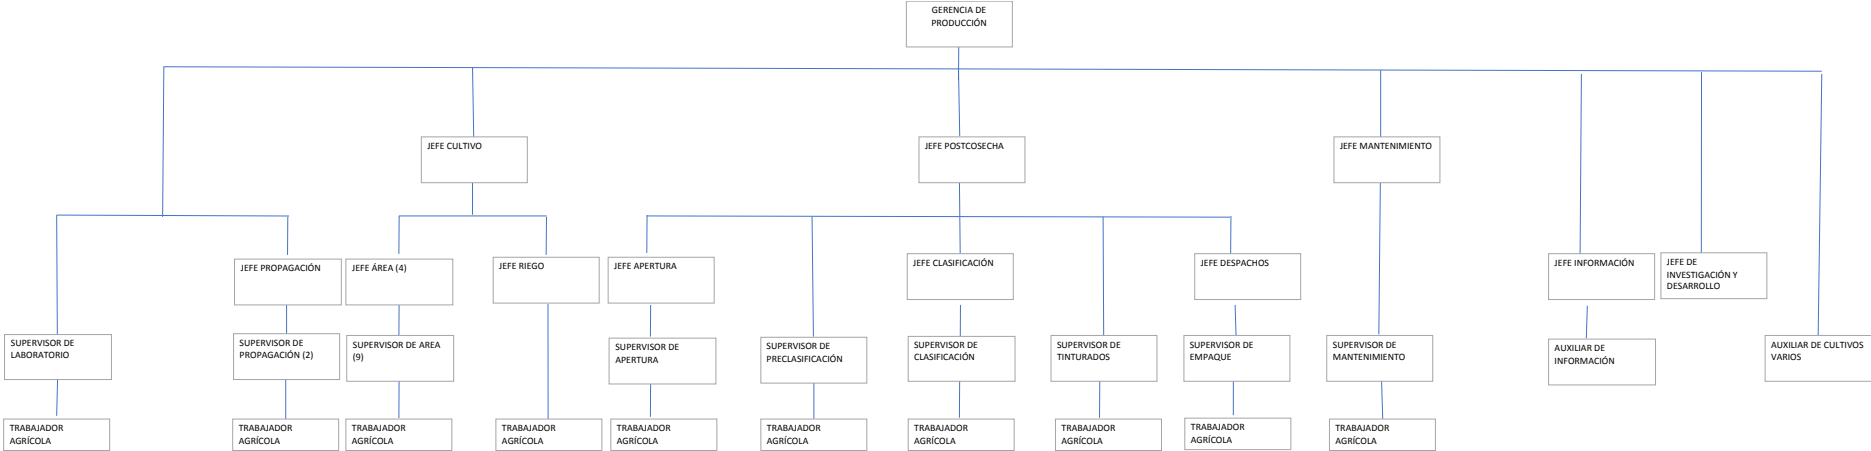 GERENCIA DE
PRODUCCIÓN
JEFE CULTIVO
JEFE POSTCOSECHA
JEFE MANTENIMIENTO
JEFE PROPAGACIÓN
JEFE ÁREA (4)
JEFE RIEGO
JEFE APERTURA
JEFE CLASIFICACIÓN
JEFE DESPACHOS
JEFE INFORMACIÓN
JEFE DE
INVESTIGACIÓN Y
DESARROLLO
SUPERVISOR DE
LABORATORIO
SUPERVISOR DE
PROPAGACIÓN (2)
SUPERVISOR DE AREA
(9)
SUPERVISOR DE
APERTURA
SUPERVISOR DE
PRECLASIFICACIÓN
SUPERVISOR DE
CLASIFICACIÓN
SUPERVISOR DE
TINTURADOS
SUPERVISOR DE
EMPAQUE
SUPERVISOR DE
MANTENIMIENTO
AUXILIAR DE
INFORMACIÓN
AUXILIAR DE CULTIVOS
VARIOS
TRABAJADOR
AGRÍCOLA
TRABAJADOR
AGRÍCOLA
TRABAJADOR
AGRÍCOLA
TRABAJADOR
AGRÍCOLA
TRABAJADOR
AGRÍCOLA
TRABAJADOR
AGRÍCOLA
TRABAJADOR
AGRÍCOLA
TRABAJADOR
AGRÍCOLA
TRABAJADOR
AGRÍCOLA
TRABAJADOR
AGRÍCOLA